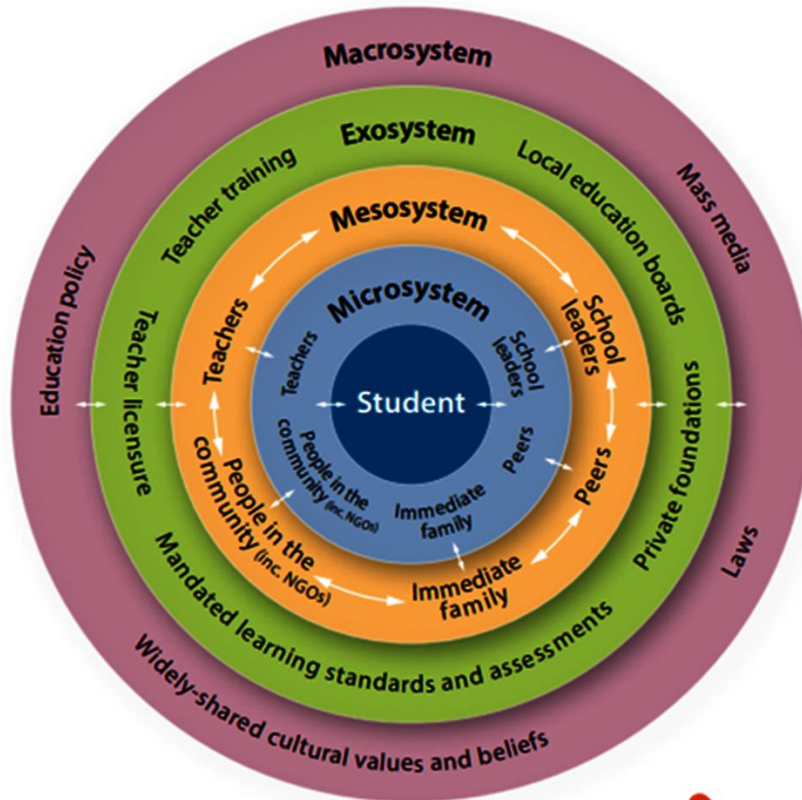 Macrosystem
Mass media
Laws
Widely-shared cultural values and beliefs
Education policy
Exosystem
Local education boards
Private foundations
Mandated learning standards and assessments
Teacher licensure
Teacher training
Mesosystem
School
leaders
Peers
Immediate
family
People in the
community (inc. NGOs)
Teachers
Microsystem
School
leaders
Peers
Immediate
family
People in the
community (inc. NGOs)
Teachers
Student